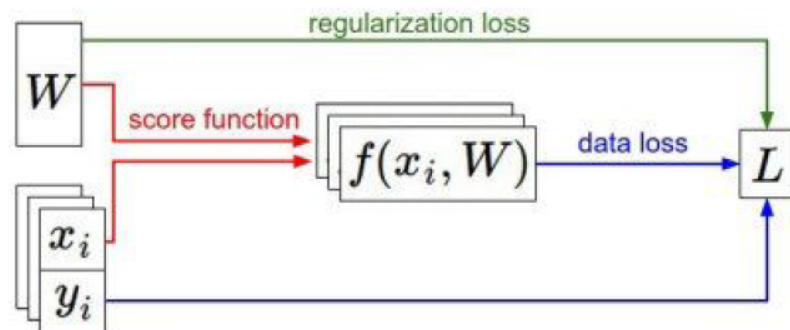 regularization loss
W
score function
f(x_i, W)
data loss
L
x_i
y_i